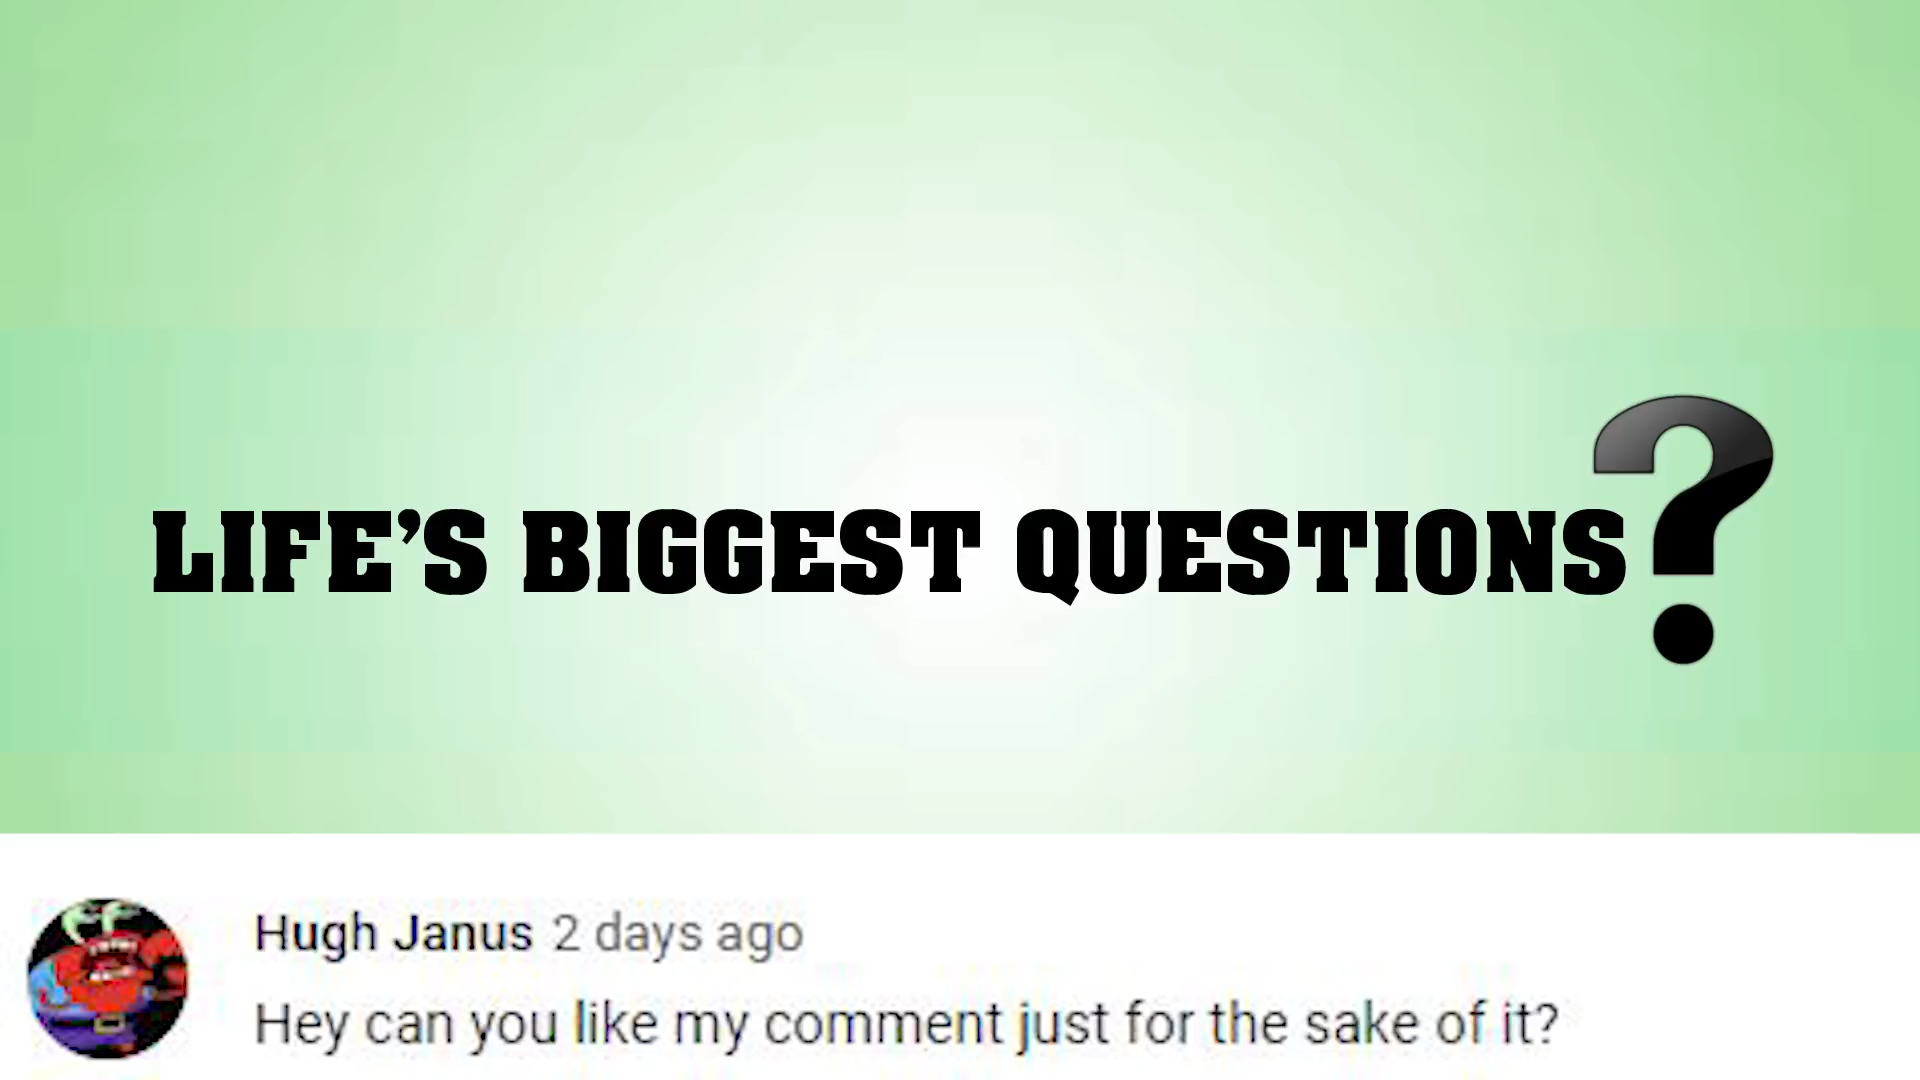 LIFE’S BIGGEST QUESTIONS?
Hugh Janus 2 days ago
Hey can you like my comment just for the sake of it?